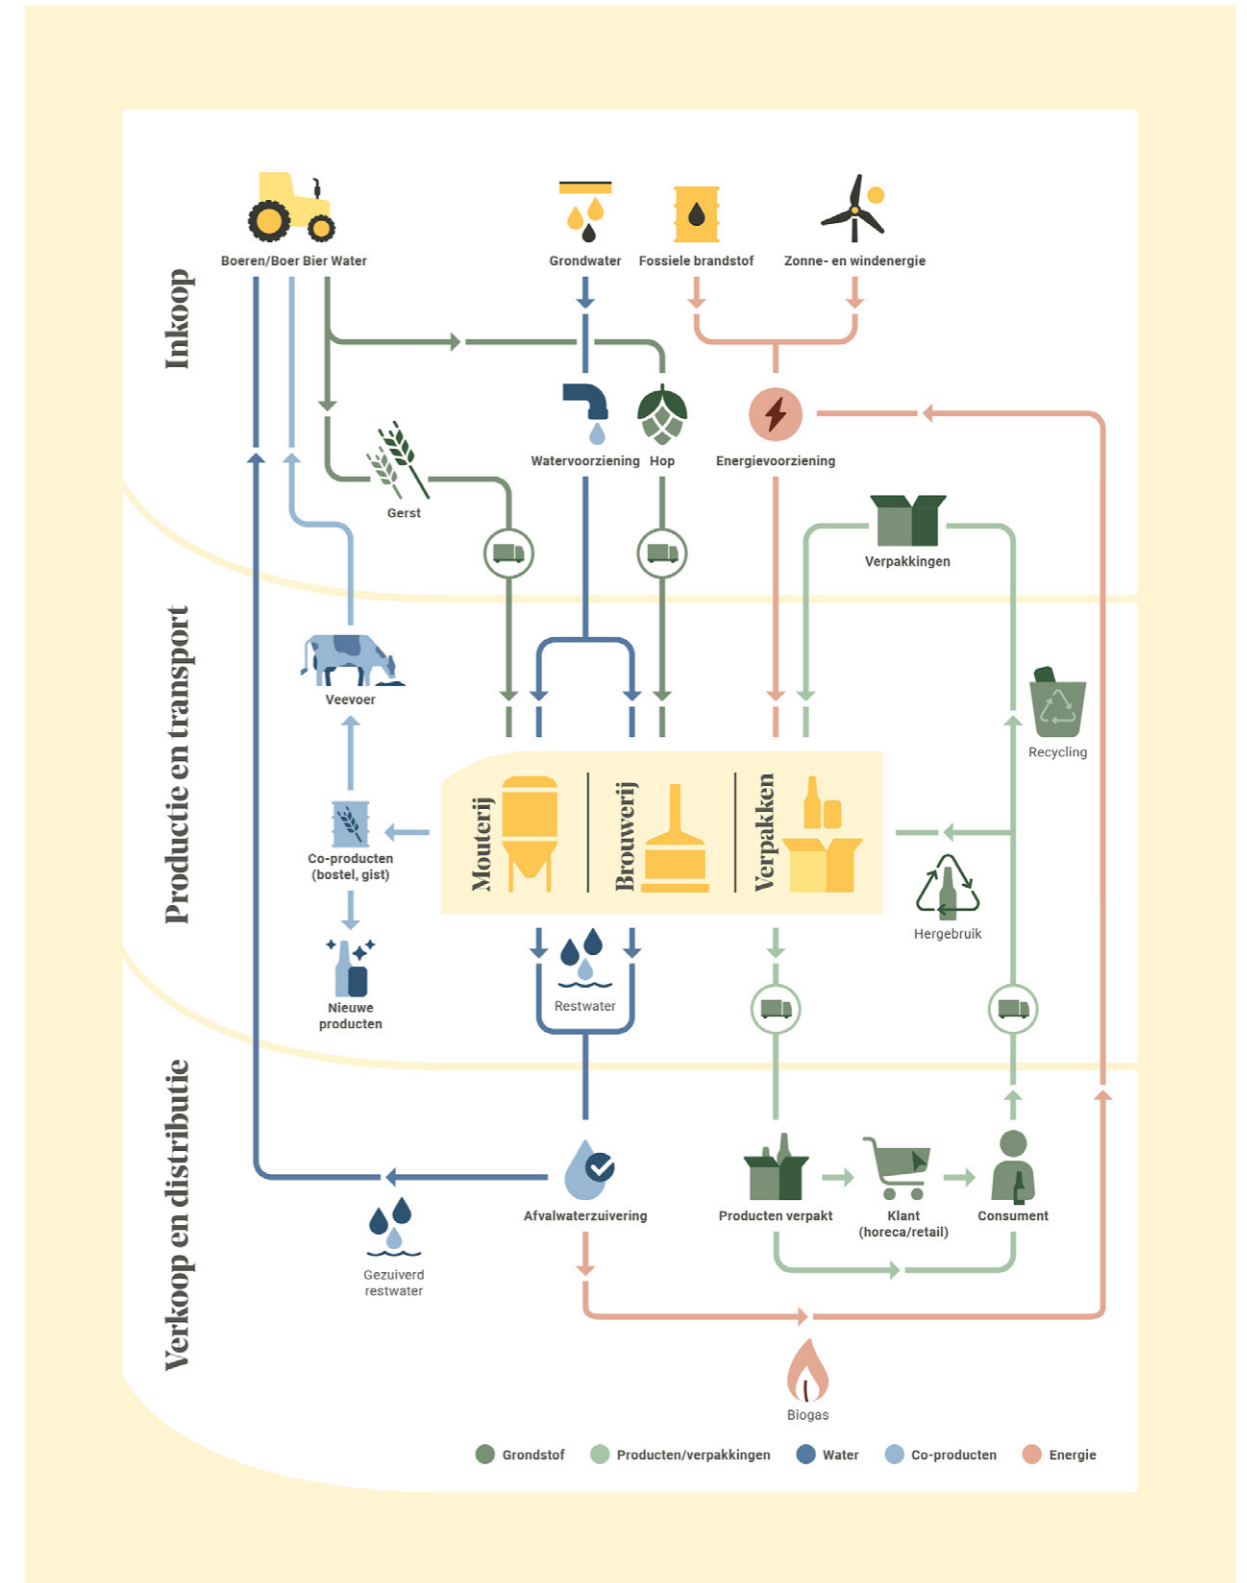 Inkoop
Boeren/Boer Bier Water
Grondwater
Fossiele brandstof
Zonne- en windenergie
Watervoorziening
Hop
Energievoorziening
Gerst
Verpakkingen
Productie en transport
Veevoer
Recycling
Mouterij
Brouwerij
Verpakken
Co-producten
(bostel, gist)
Hergebruik
Nieuwe
producten
Restwater
Verkoop en distributie
Afvalwaterzuivering
Producten verpakt
Klant
(horeca/retail)
Consument
Gezuiverd
restwater
Biogas
Grondstof
Producten/verpakkingen
Water
Co-producten
Energie